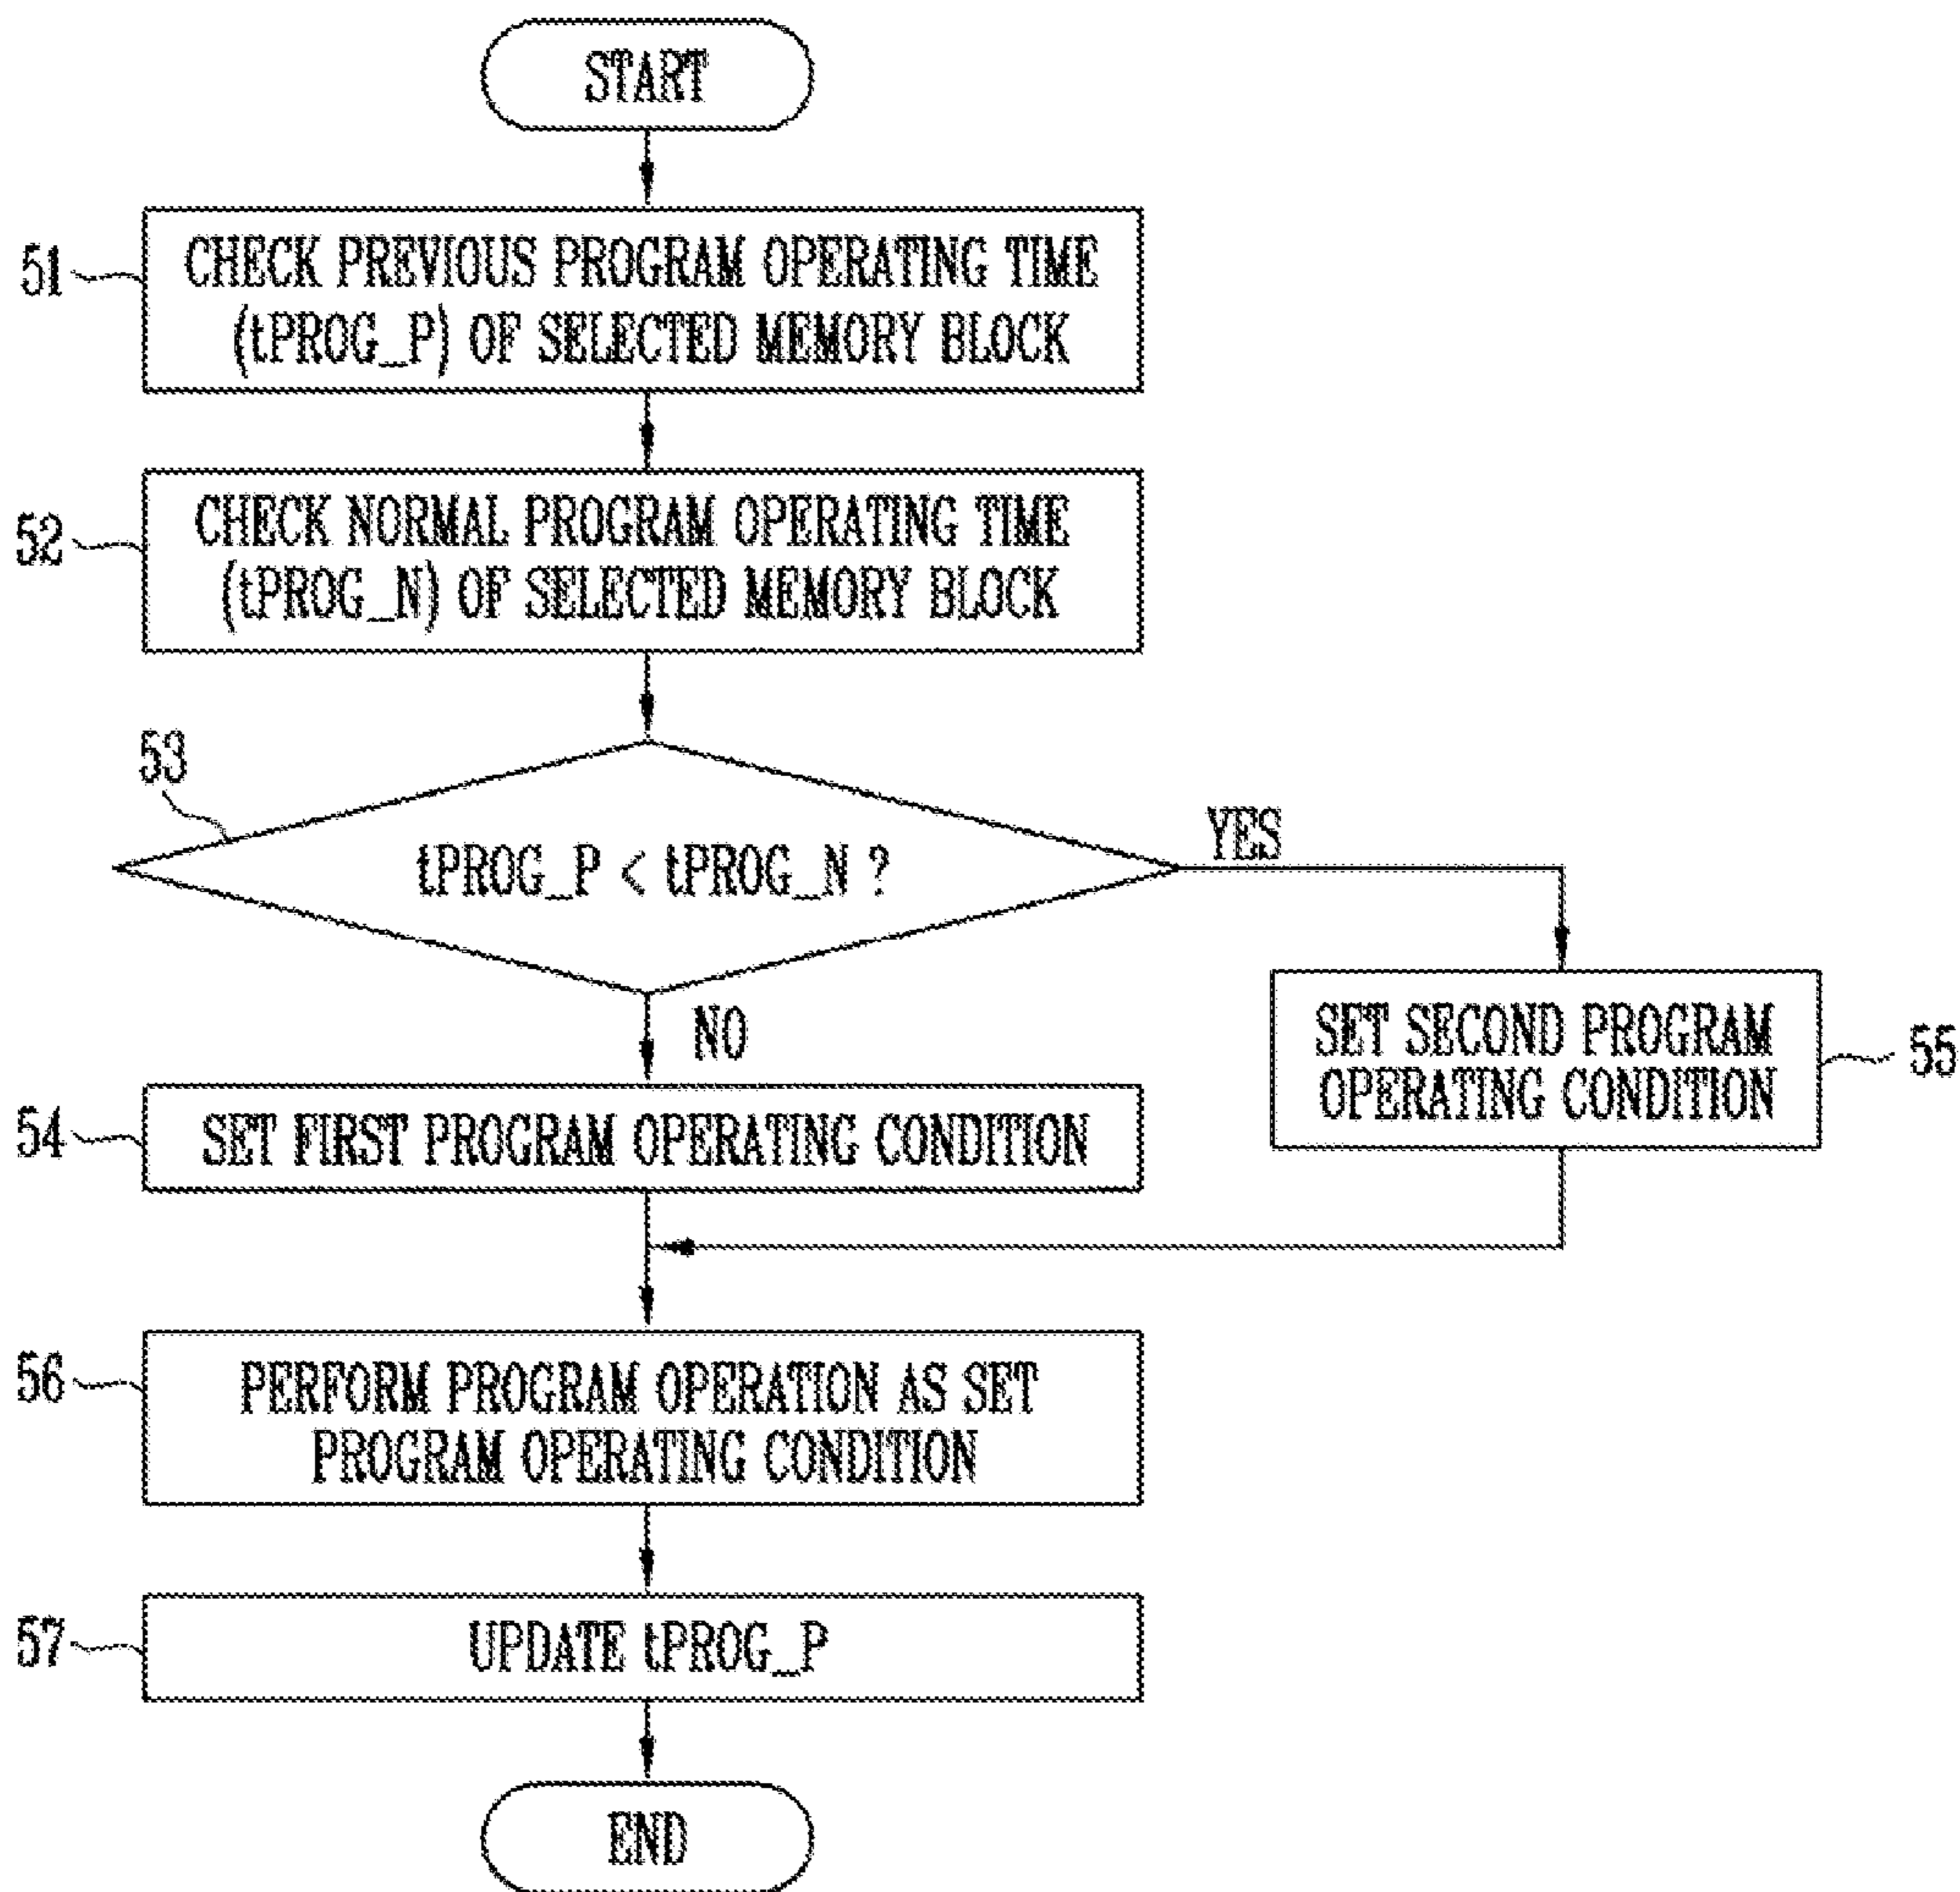 START
51
CHECK PREVIOUS PROGRAM OPERATING TIME
(tPROG_P) OF SELECTED MEMORY BLOCK
52
CHECK NORMAL PROGRAM OPERATING TIME
(tPROG_N) OF SELECTED MEMORY BLOCK
53
tPROG_P < tPROG_N ?
YES
NO
SET SECOND PROGRAM
OPERATING CONDITION
55
54
SET FIRST PROGRAM OPERATING CONDITION
56
PERFORM PROGRAM OPERATION AS SET
PROGRAM OPERATING CONDITION
57
UPDATE tPROG_P
END